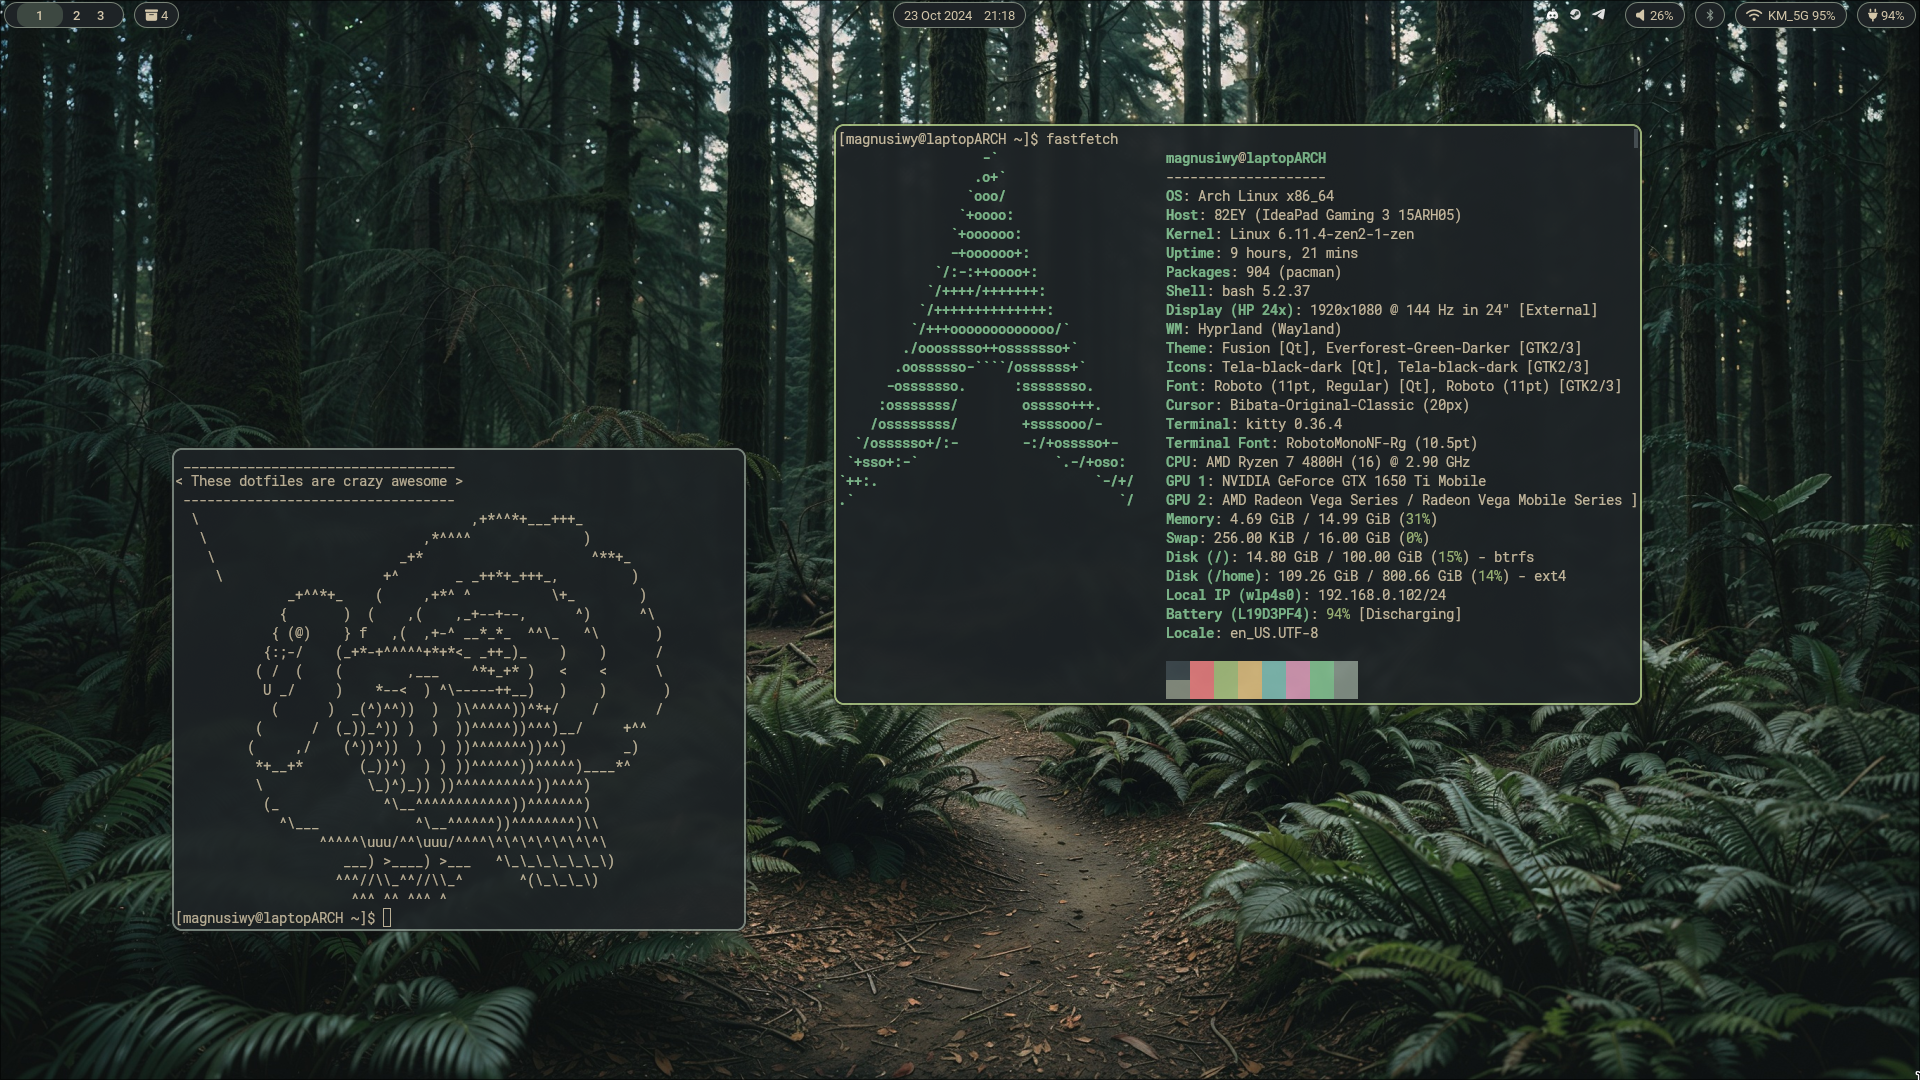 1 2 3 4
23 Oct 2024 21:18
26% KM_5G 95% 94%
[magnusiwy@laptopARCH ~]$ fastfetch
magnusiwy@laptopARCH
--------------------
OS: Arch Linux x86_64
Host: 82EY (IdeaPad Gaming 3 15ARH05)
Kernel: Linux 6.11.4-zen2-1-zen
Uptime: 9 hours, 21 mins
Packages: 904 (pacman)
Shell: bash 5.2.37
Display (HP 24x): 1920x1080 @ 144 Hz in 24" [External]
WM: Hyprland (Wayland)
Theme: Fusion [Qt], Everforest-Green-Darker [GTK2/3]
Icons: Tela-black-dark [Qt], Tela-black-dark [GTK2/3]
Font: Roboto (11pt, Regular) [Qt], Roboto (11pt) [GTK2/3]
Cursor: Bibata-Original-Classic (20px)
Terminal: kitty 0.36.4
Terminal Font: RobotoMonoNF-Rg (10.5pt)
CPU: AMD Ryzen 7 4800H (16) @ 2.90 GHz
GPU 1: NVIDIA GeForce GTX 1650 Ti Mobile
GPU 2: AMD Radeon Vega Series / Radeon Vega Mobile Series ]
Memory: 4.69 GiB / 14.99 GiB (31%)
Swap: 256.00 KiB / 16.00 GiB (0%)
Disk (/): 14.80 GiB / 100.00 GiB (15%) - btrfs
Disk (/home): 109.26 GiB / 800.66 GiB (14%) - ext4
Local IP (wlp4s0): 192.168.0.102/24
Battery (L19D3PF4): 94% [Discharging]
Locale: en_US.UTF-8
< These dotfiles are crazy awesome >
[magnusiwy@laptopARCH ~]$